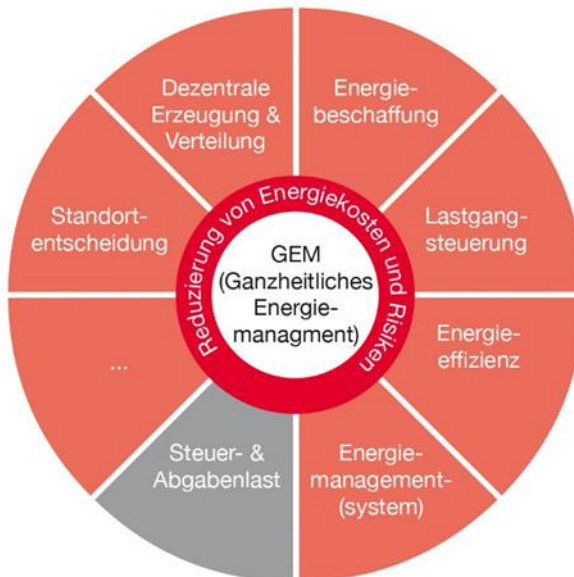 Dezentrale
Erzeugung &
Verteilung
Energie-
beschaffung
Standort-
entscheidung
Lastgang-
steuerung
Reduzierung von Energiekosten und Risiken
GEM
(Ganzheitliches
Energie-
managment)
Energie-
effizienz
...
Steuer- &
Abgabenlast
Energie-
management-
(system)